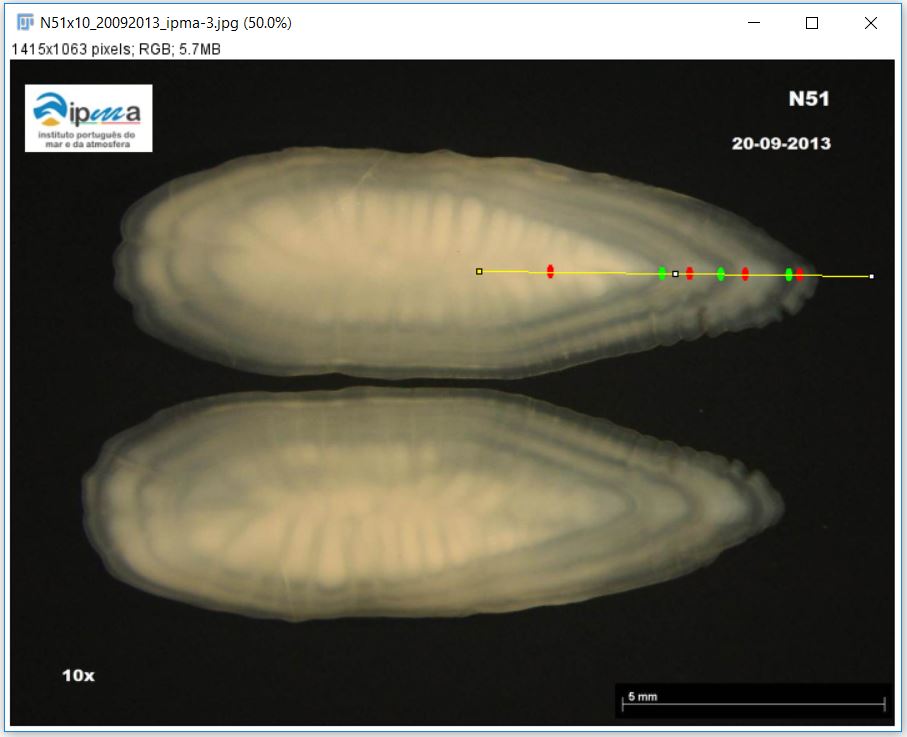 N51x10_20092013_ipma-3.jpg (50.0%)
1415x1063 pixels; RGB; 5.7MB
ipma
instituto português do
mar e da atmosfera
N51
20-09-2013
10x
5 mm